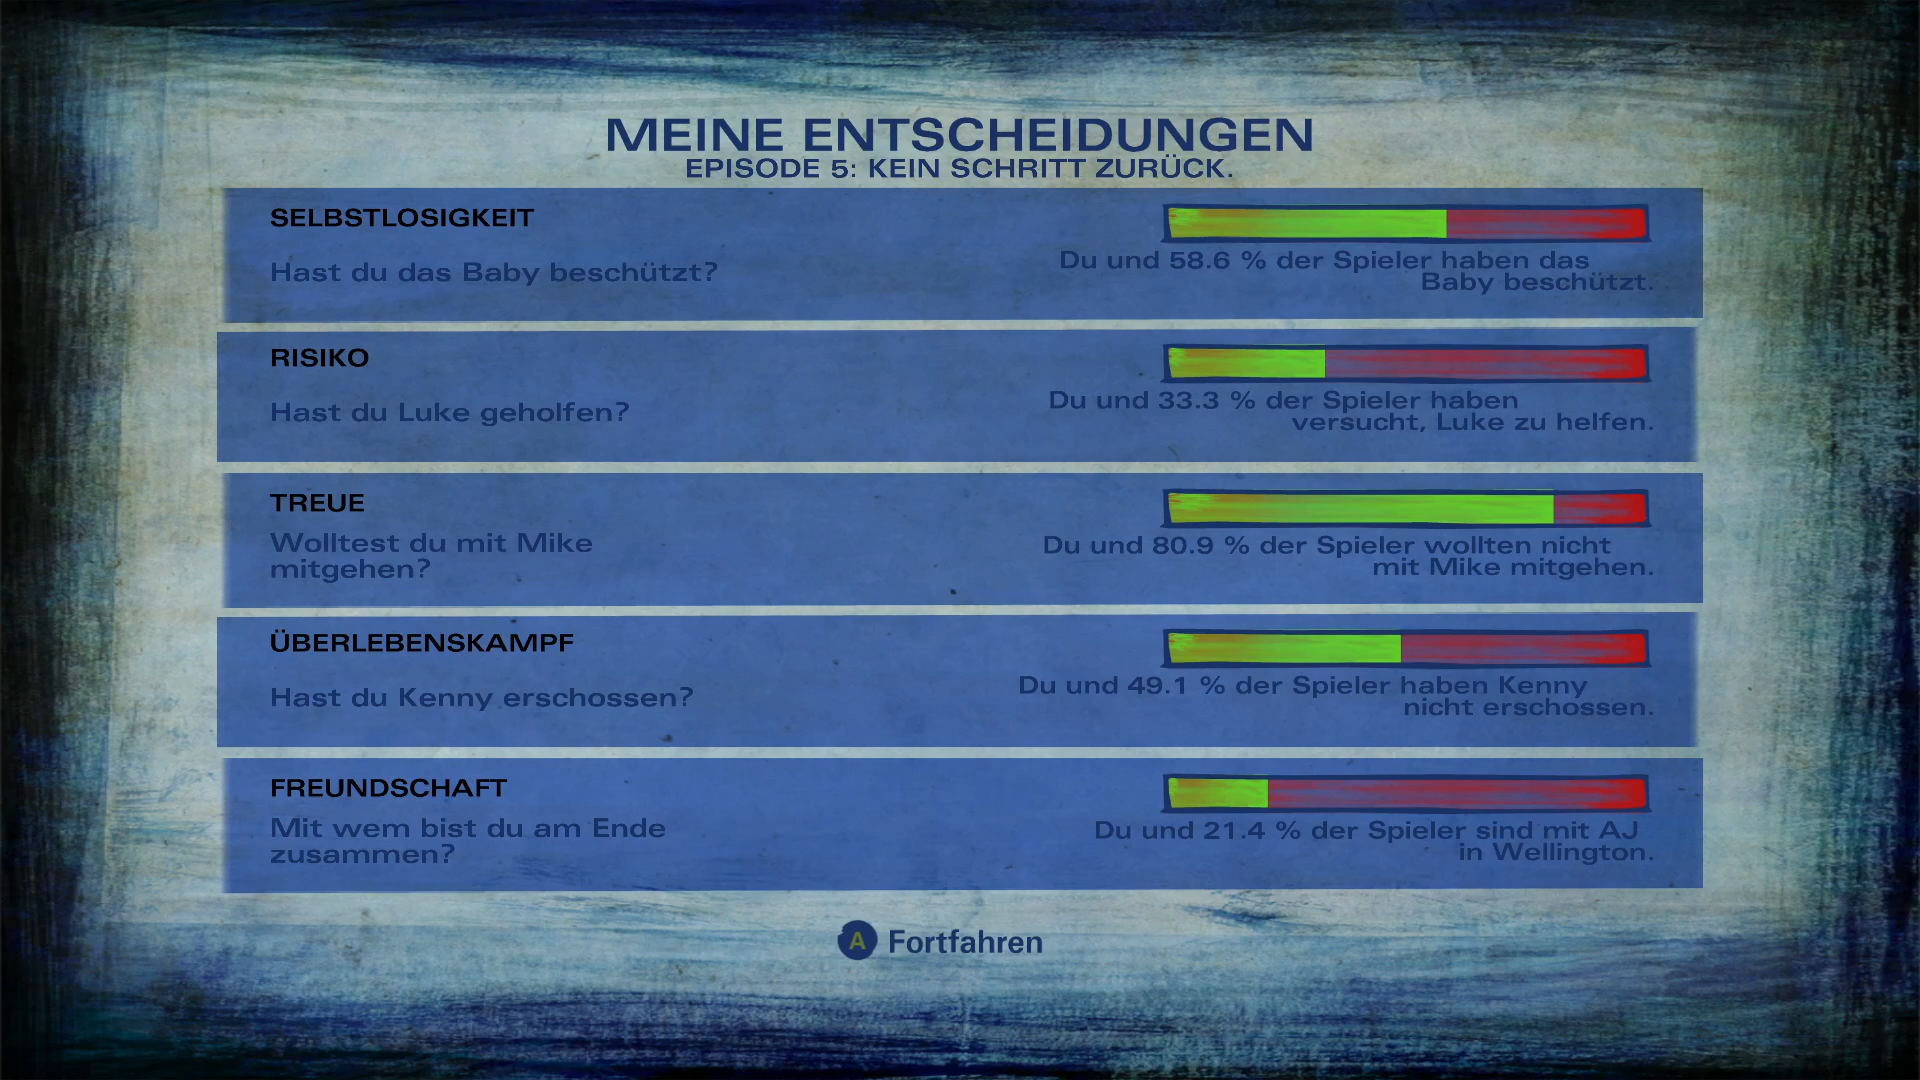 MEINE ENTSCHEIDUNGEN
EPISODE 5: KEIN SCHRITT ZURÜCK.
SELBSTLOSIGKEIT
Hast du das Baby beschützt?
Du und 58.6 % der Spieler haben das
Baby beschützt.
RISIKO
Hast du Luke geholfen?
Du und 33.3 % der Spieler haben
versucht, Luke zu helfen.
TREUE
Wolltest du mit Mike
mitgehen?
Du und 80.9 % der Spieler wollten nicht
mit Mike mitgehen.
ÜBERLEBENSKAMPF
Hast du Kenny erschossen?
Du und 49.1 % der Spieler haben Kenny
nicht erschossen.
FREUNDSCHAFT
Mit wem bist du am Ende
zusammen?
Du und 21.4 % der Spieler sind mit AJ
in Wellington.
A Fortfahren